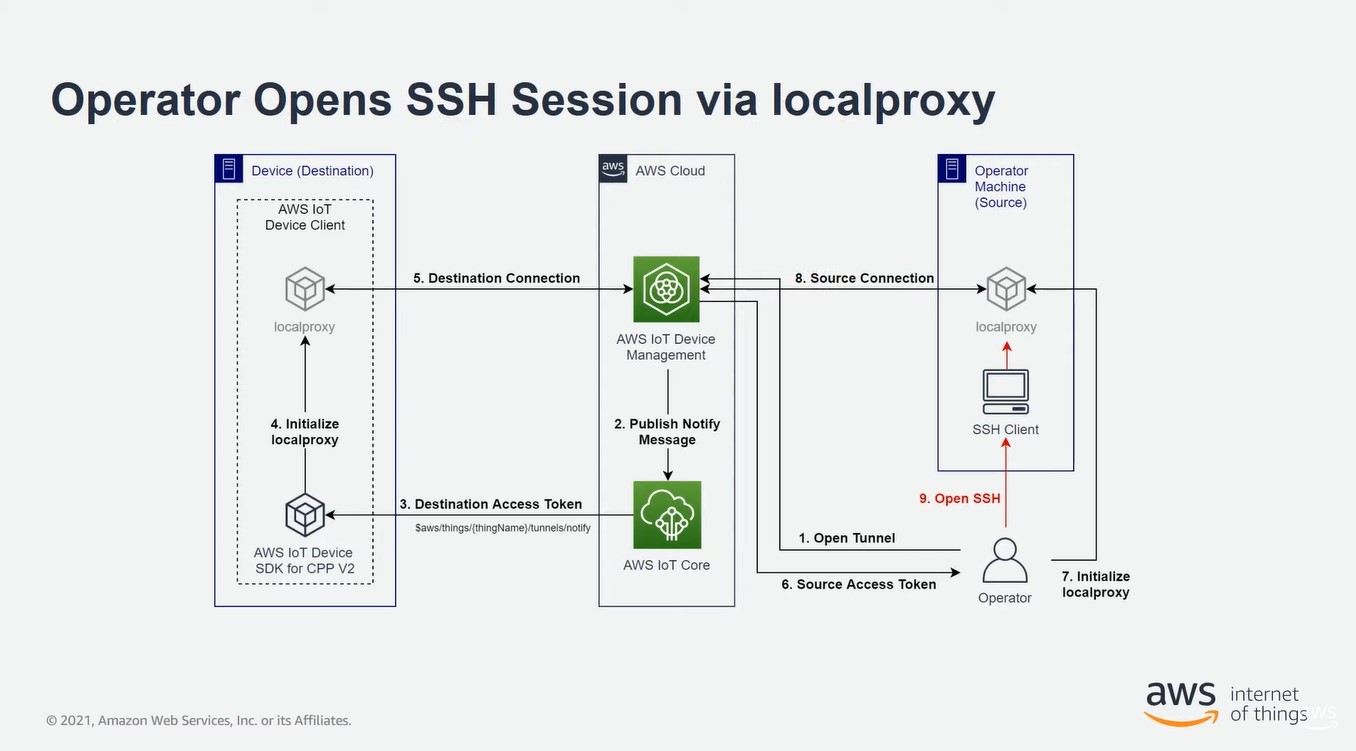 Operator Opens SSH Session via localproxy
Device (Destination)
AWS IoT
Device Client
localproxy
4. Initialize
localproxy
AWS IoT Device
SDK for CPP V2
5. Destination Connection
3. Destination Access Token
$aws/things/{thingName}/tunnels/notify
aws
AWS Cloud
AWS IoT Device
Management
2. Publish Notify
Message
AWS IoT Core
8. Source Connection
1. Open Tunnel
6. Source Access Token
Operator
Machine
(Source)
localproxy
SSH Client
9. Open SSH
Operator
7. Initialize
localproxy
© 2021, Amazon Web Services, Inc. or its Affiliates.
aws
internet
of things
aws